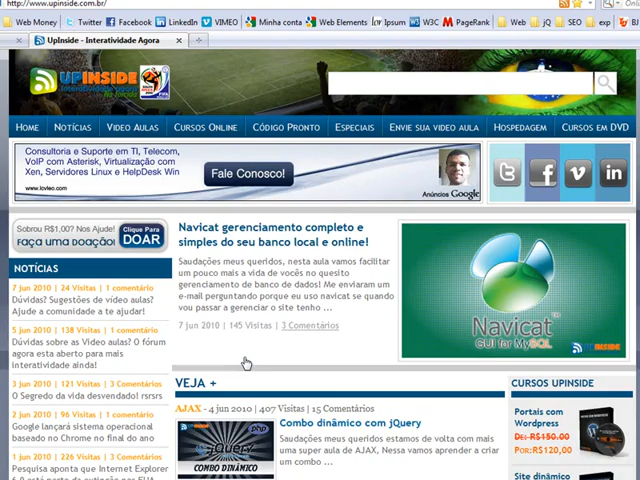 http://www.upinside.com.br/
Web Money Twitter Facebook LinkedIn VIMEO Minha conta Web Elements Ipsum W3C PageRank jQ SEO exp BJ
UpInside - Interatividade Agora
UPINSIDE
HOME NOTÍCIAS VIDEO AULAS CURSOS ONLINE CÓDIGO PRONTO ESPECIAIS ENVIE SUA VIDEO AULA HOSPEDAGEM CURSOS EM DVD
Consultoria e Suporte em TI, Telecom,
VoIP com Asterisk, Virtualização com
Xen, Servidores Linux e HelpDesk Win
www.lcvleo.com
Fale Conosco!
Anúncios Google
Sobrou R$1,00? Nos Ajude!
FAÇA UMA DOAÇÃO!
Clique Para
DOAR
NOTÍCIAS
7 jun 2010 | 24 Visitas | 1 comentário
Dúvidas? Sugestões de vídeo aulas?
Ajude a comunidade a te ajudar!
5 jun 2010 | 138 Visitas | 1 comentário
Dúvidas sobre as Video aulas? O fórum
agora esta aberto para mais
interatividade ainda!
3 jun 2010 | 121 Visitas | 3 Comentários
O Segredo da vida desvendado! rsrsrs
2 jun 2010 | 96 Visitas | 1 comentário
Google lançará sistema operacional
baseado no Chrome no final do ano
1 jun 2010 | 226 Visitas | 3 Comentários
Pesquisa aponta que Internet Explorer
Navicat gerenciamento completo e
simples do seu banco local e online!
Saudações meus queridos, nesta aula vamos facilitar
um pouco mais a vida de vocês no quesito
gerenciamento de banco de dados! Me enviaram um
e-mail perguntando porque eu uso navicat se quando
vou passar a gerenciar o site tenho ...
7 jun 2010 | 145 Visitas | 3 Comentários
Navicat™
GUI for MySQL
UPINSIDE
VEJA +
AJAX - 4 jun 2010 | 407 Visitas | 15 Comentários
jQuery
php
COMBO DINÂMICO
Combo dinâmico com jQuery
Saudações meus queridos estamos de volta com mais
uma super aula de AJAX, Nessa vamos aprender a criar
um combo ...
CURSOS UPINSIDE
Portais com
Wordpress
De: R$150.00
Por: R$120,00
Site dinâmico